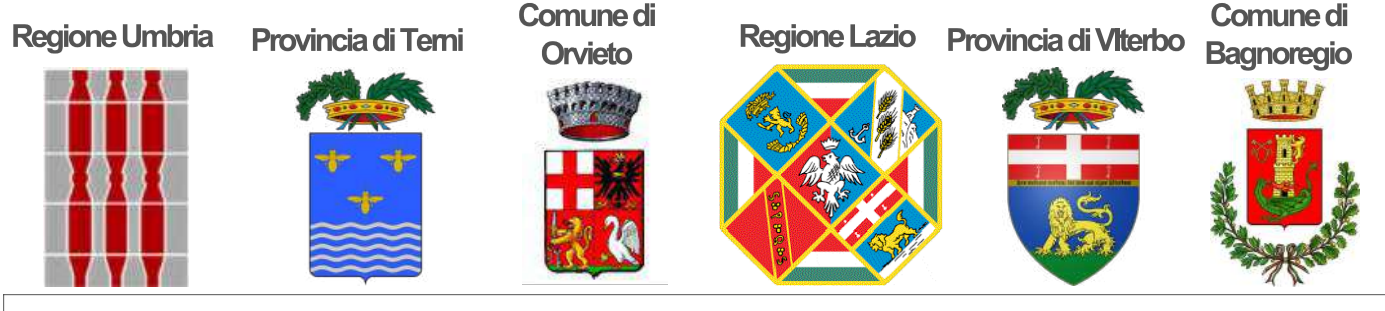 Regione Umbria
Provincia di Terni
Comune di
Orvieto
Regione Lazio
Provincia di VIterbo
Comune di
Bagnoregio